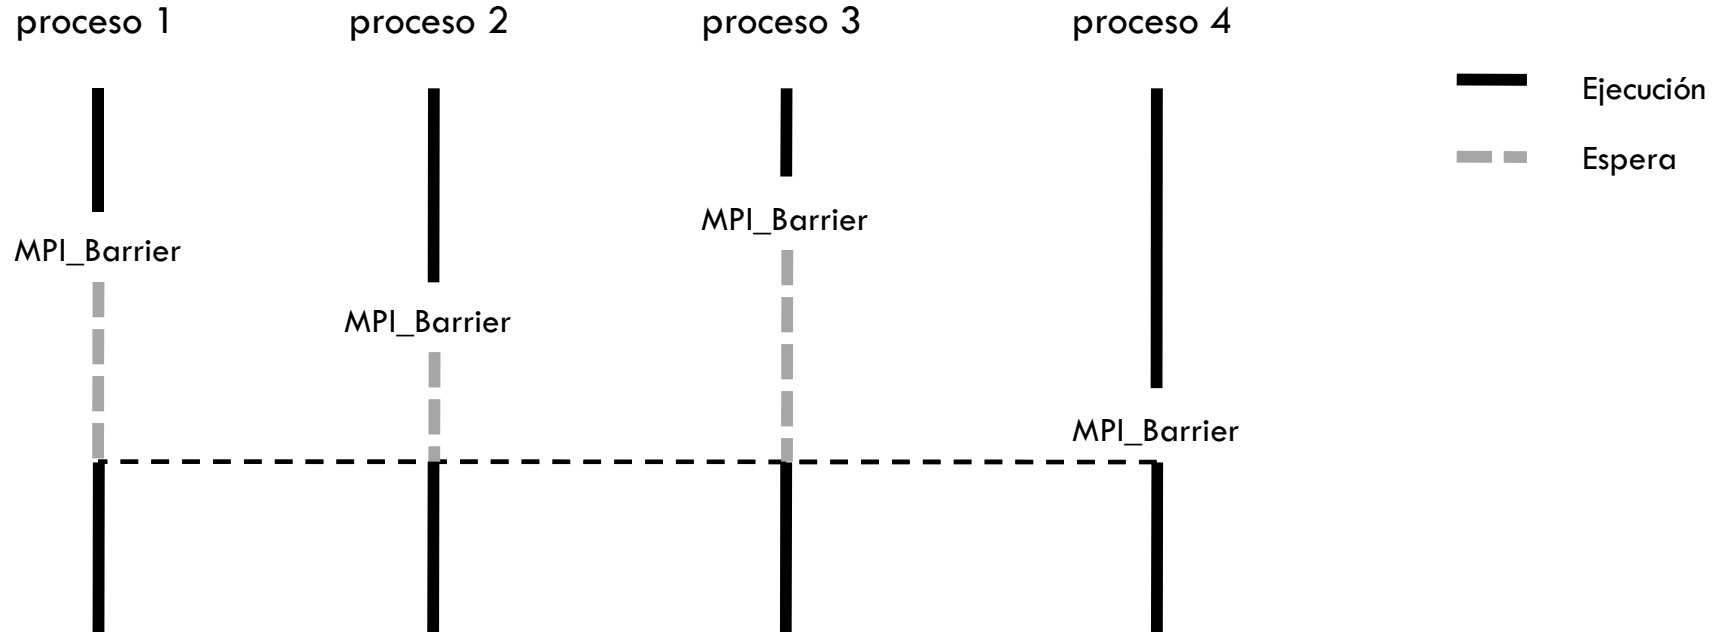 proceso 1
proceso 2
proceso 3
proceso 4
Ejecución
Espera
MPI_Barrier
MPI_Barrier
MPI_Barrier
MPI_Barrier